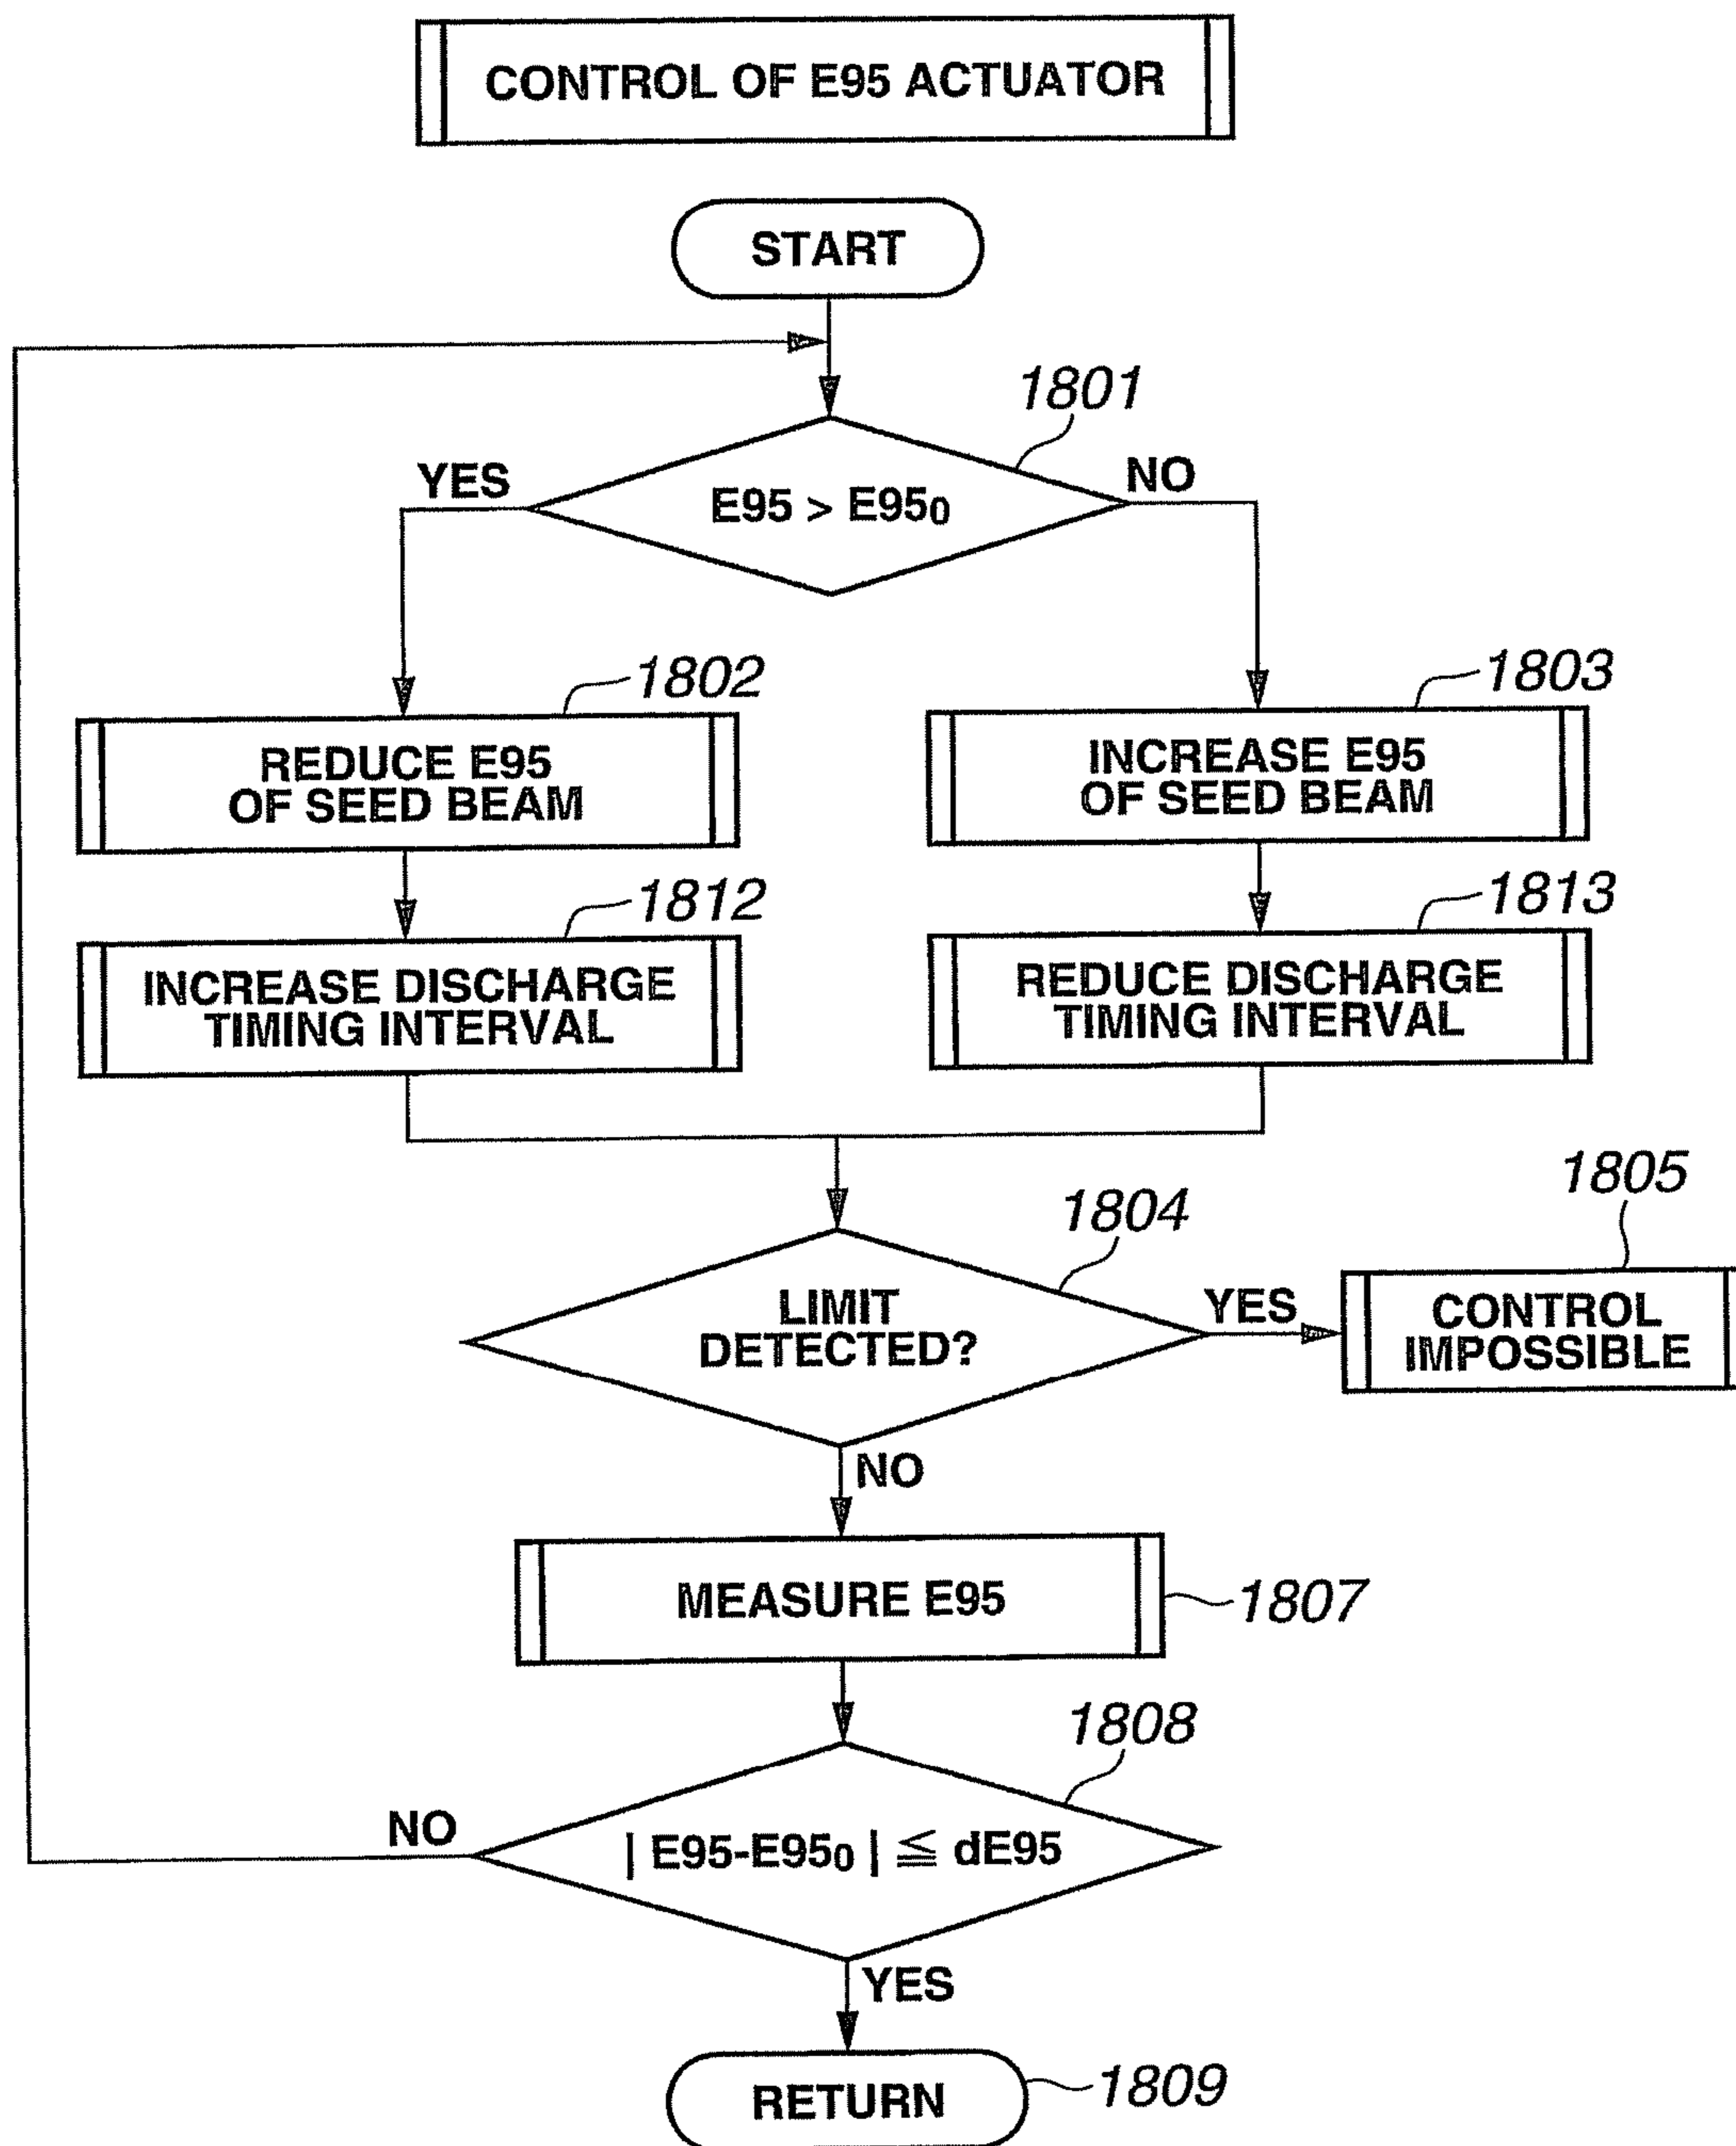 CONTROL OF E95 ACTUATOR
START
1801
YES
NO
E95 > E95₀
1802
1803
REDUCE E95
OF SEED BEAM
INCREASE E95
OF SEED BEAM
1812
1813
INCREASE DISCHARGE
TIMING INTERVAL
REDUCE DISCHARGE
TIMING INTERVAL
1804
1805
LIMIT
DETECTED?
YES
CONTROL
IMPOSSIBLE
NO
MEASURE E95
1807
1808
NO
| E95-E95₀ | ≦ dE95
YES
RETURN
1809